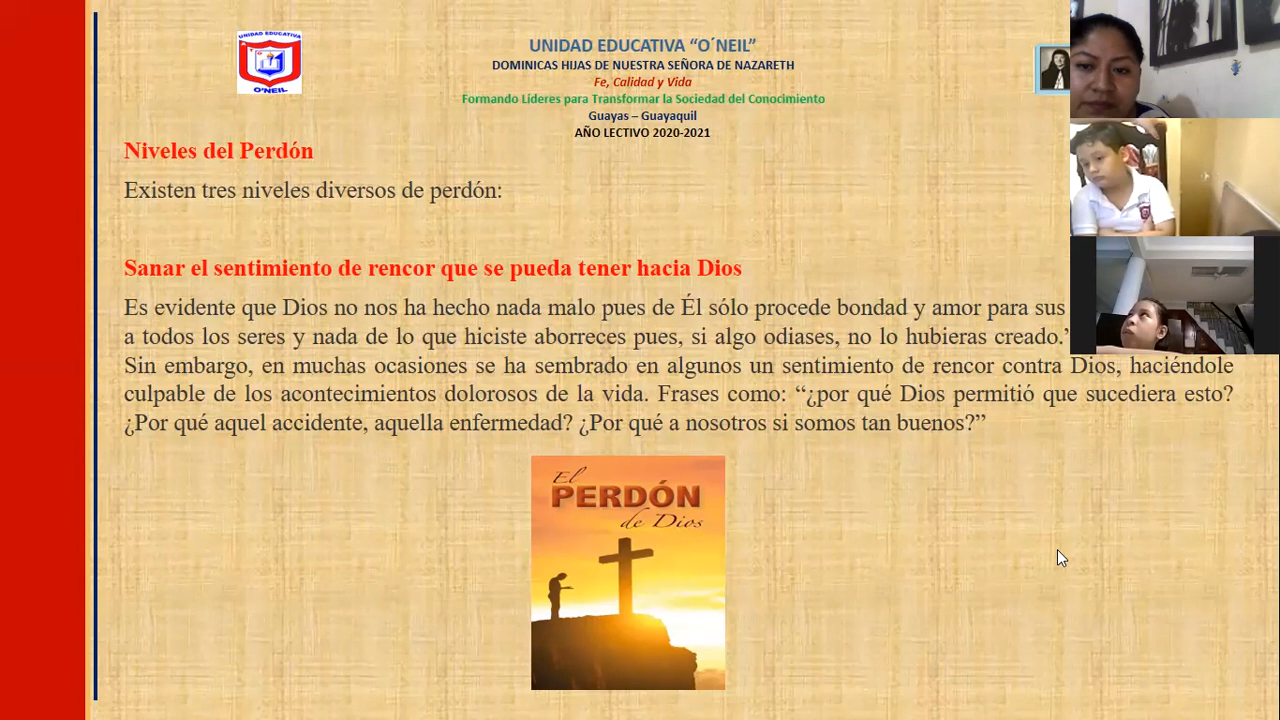 UNIDAD EDUCATIVA
O'NEIL
UNIDAD EDUCATIVA “O´NEIL”
DOMINICAS HIJAS DE NUESTRA SEÑORA DE NAZARETH
Fe, Calidad y Vida
Formando Líderes para Transformar la Sociedad del Conocimiento
Guayas – Guayaquil
AÑO LECTIVO 2020-2021
Niveles del Perdón
Existen tres niveles diversos de perdón:
Sanar el sentimiento de rencor que se pueda tener hacia Dios
Es evidente que Dios no nos ha hecho nada malo pues de Él sólo procede bondad y amor para sus
a todos los seres y nada de lo que hiciste aborreces pues, si algo odiases, no lo hubieras creado.”
Sin embargo, en muchas ocasiones se ha sembrado en algunos un sentimiento de rencor contra Dios, haciéndole
culpable de los acontecimientos dolorosos de la vida. Frases como: “¿por qué Dios permitió que sucediera esto?
¿Por qué aquel accidente, aquella enfermedad? ¿Por qué a nosotros si somos tan buenos?”
El
PERDÓN
de Dios